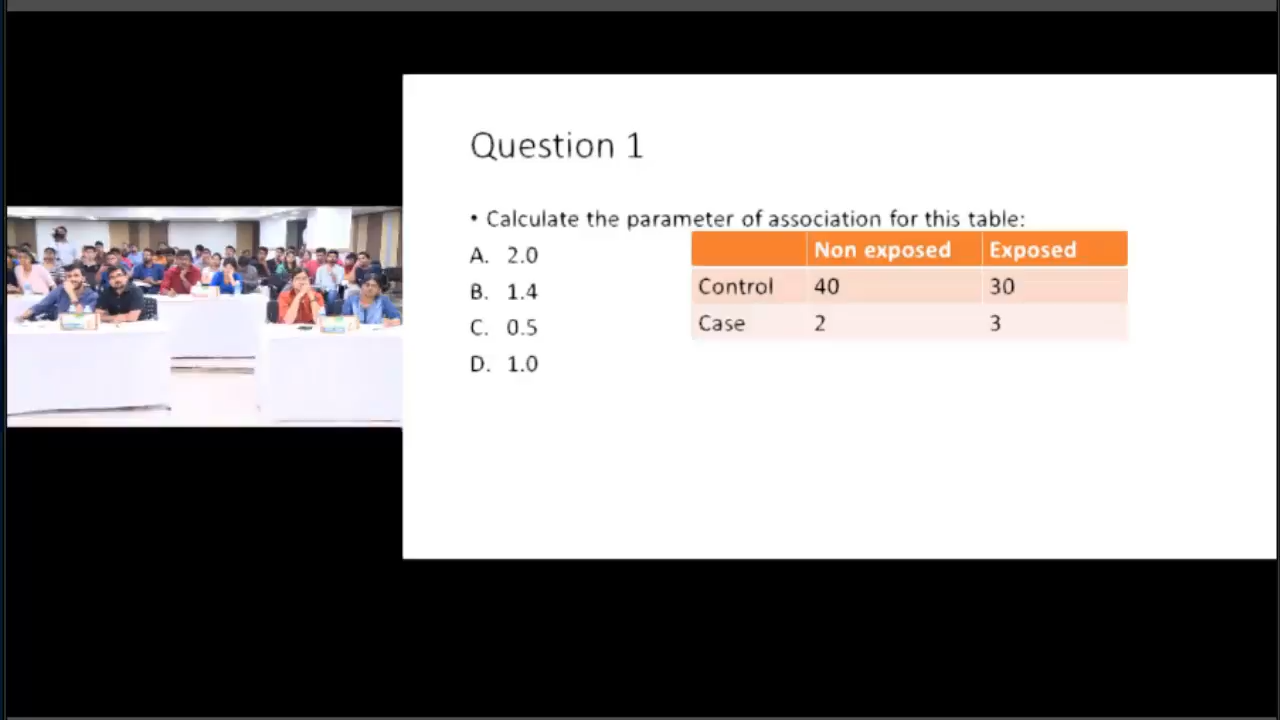 Question 1
• Calculate the parameter of association for this table:
A. 2.0
B. 1.4
C. 0.5
D. 1.0
Non exposed Exposed
Control 40 30
Case 2 3